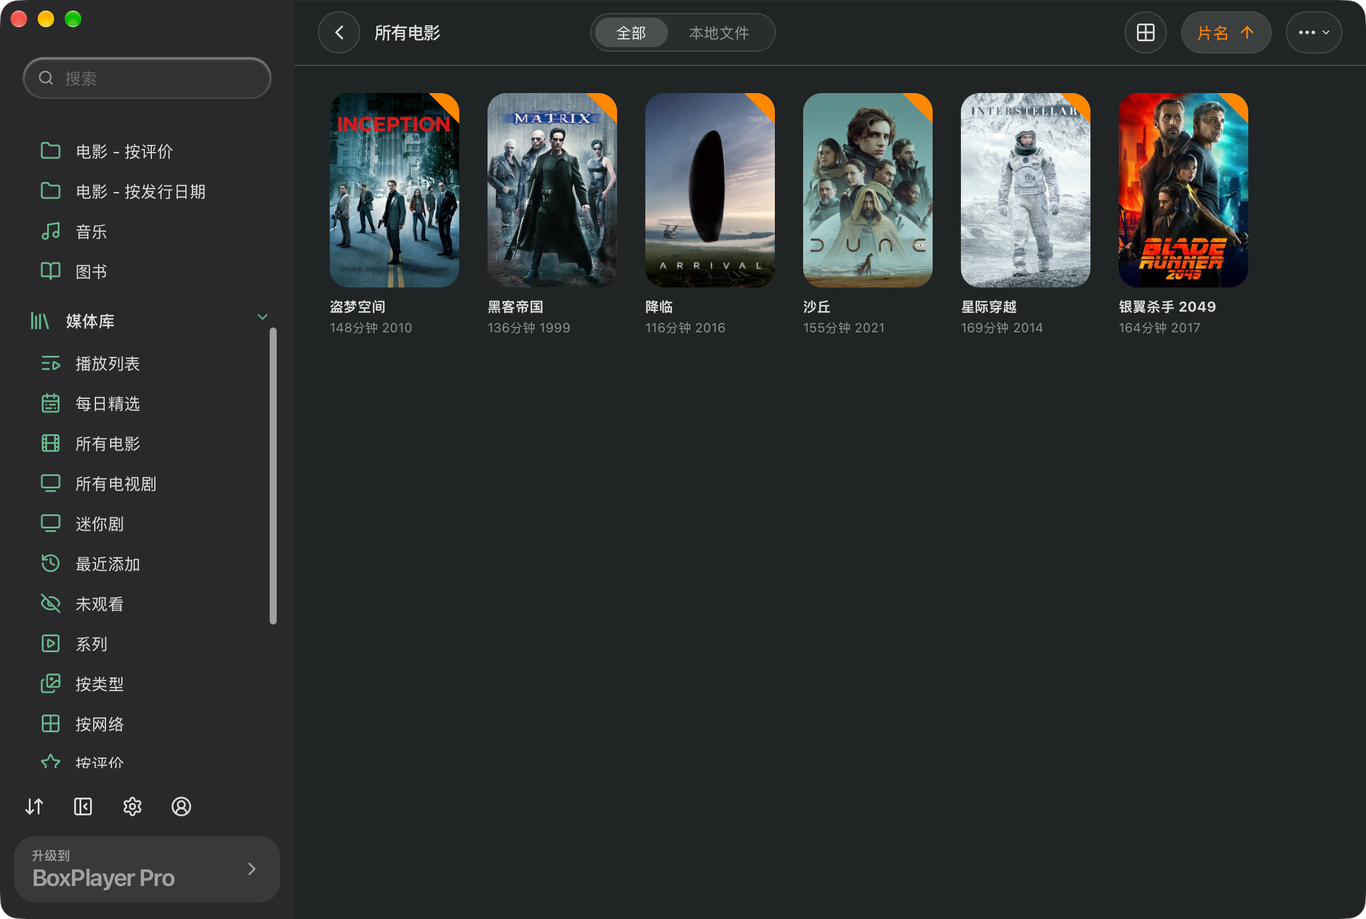 所有电影
全部
本地文件
片名
搜索
电影 - 按评价
电影 - 按发行日期
音乐
图书
媒体库
播放列表
每日精选
所有电影
所有电视剧
迷你剧
最近添加
未观看
系列
按类型
按网络
按评价
升级到
BoxPlayer Pro
INCEPTION
盗梦空间
148分钟 2010
MATRIX
黑客帝国
136分钟 1999
ARRIVAL
降临
116分钟 2016
DUNE
沙丘
155分钟 2021
INTERSTELLAR
星际穿越
169分钟 2014
BLADE
RUNNER
2049
银翼杀手 2049
164分钟 2017